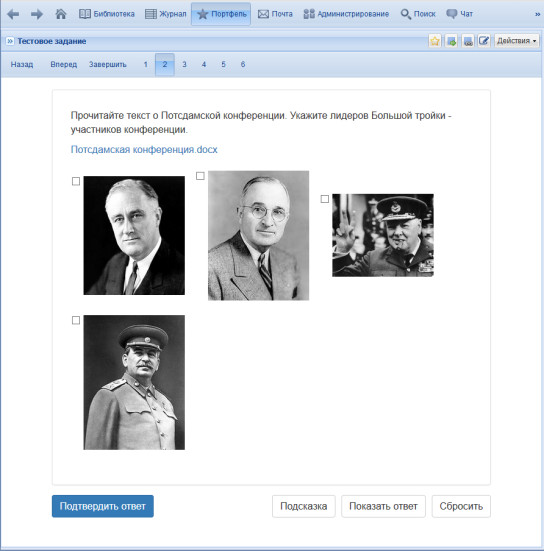 Библиотека Журнал Портфель Почта Администрирование Поиск Чат »
» Тестовое задание Действия
Назад Вперед Завершить 1 2 3 4 5 6
Прочитайте текст о Потсдамской конференции. Укажите лидеров Большой тройки -
участников конференции.
Потсдамская конференция.docx
Подтвердить ответ Подсказка Показать ответ Сбросить